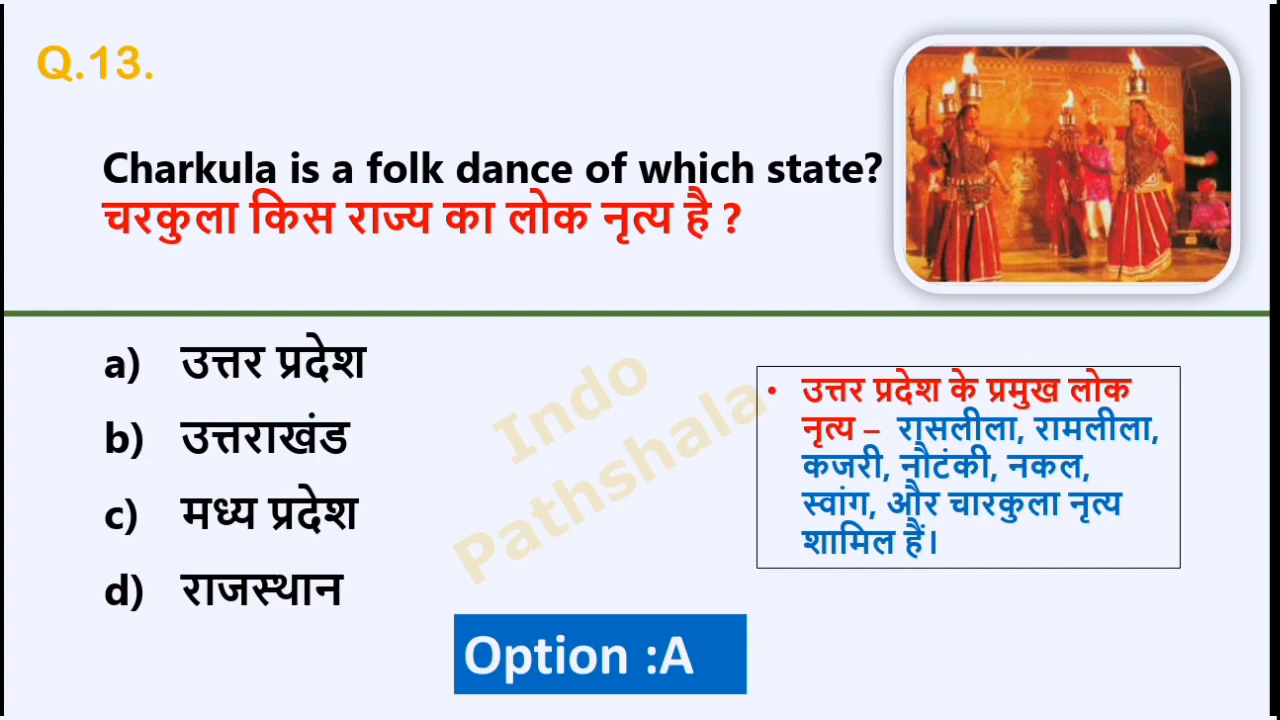 Q.13.
Charkula is a folk dance of which state?
चरकुला किस राज्य का लोक नृत्य है ?
a) उत्तर प्रदेश
b) उत्तराखंड
c) मध्य प्रदेश
d) राजस्थान
Indo
Pathshala
• उत्तर प्रदेश के प्रमुख लोक
नृत्य – रासलीला, रामलीला,
कजरी, नौटंकी, नकल,
स्वांग, और चारकुला नृत्य
शामिल हैं।
Option :A